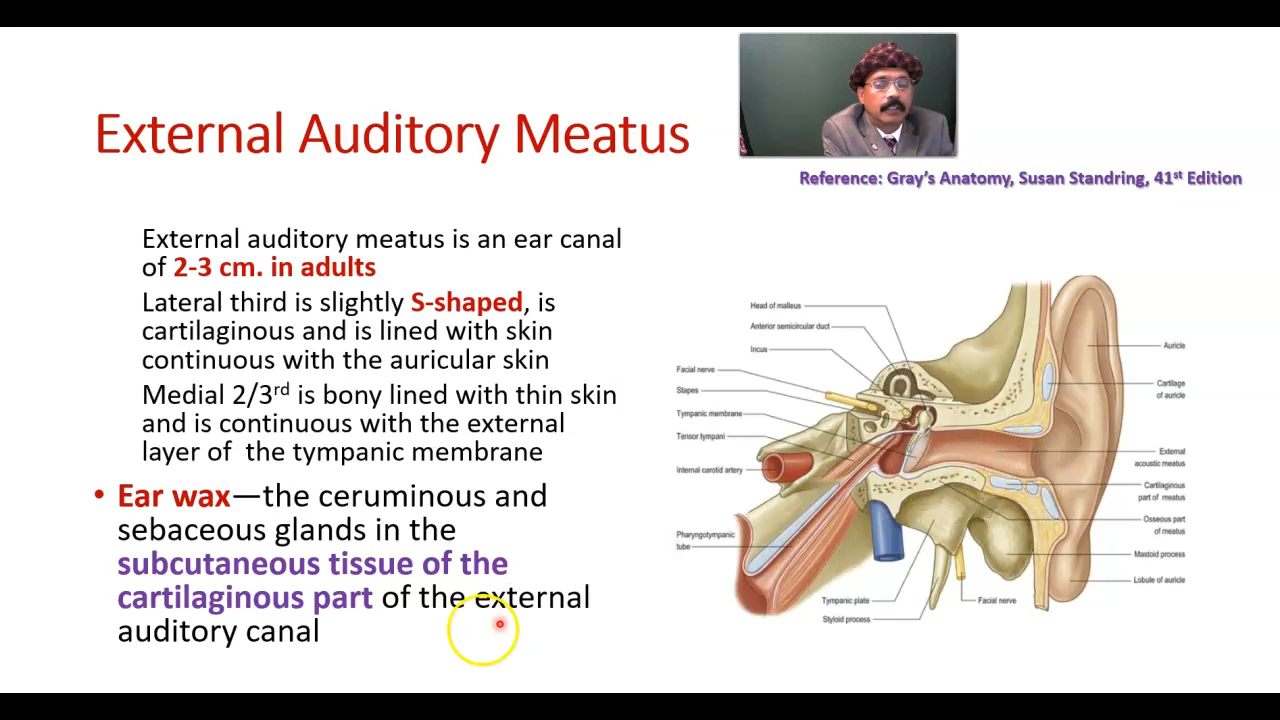 External Auditory Meatus
Reference: Gray's Anatomy, Susan Standring, 41st Edition
External auditory meatus is an ear canal
of 2-3 cm. in adults
Lateral third is slightly S-shaped, is
cartilaginous and is lined with skin
continuous with the auricular skin
Medial 2/3rd is bony lined with thin skin
and is continuous with the external
layer of  the tympanic membrane
• Ear wax—the ceruminous and
sebaceous glands in the
subcutaneous tissue of the
cartilaginous part of the external
auditory canal
Head of malleus
Anterior semicircular duct
Incus
Facial nerve
Stapes
Tympanic membrane
Tensor tympani
Internal carotid artery
Pharyngotympanic
tube
Tympanic plate
Styloid process
Facial nerve
Auricle
Cartilage
of auricle
External
acoustic meatus
Cartilaginous
part of meatus
Osseous part
of meatus
Mastoid process
Lobule of auricle